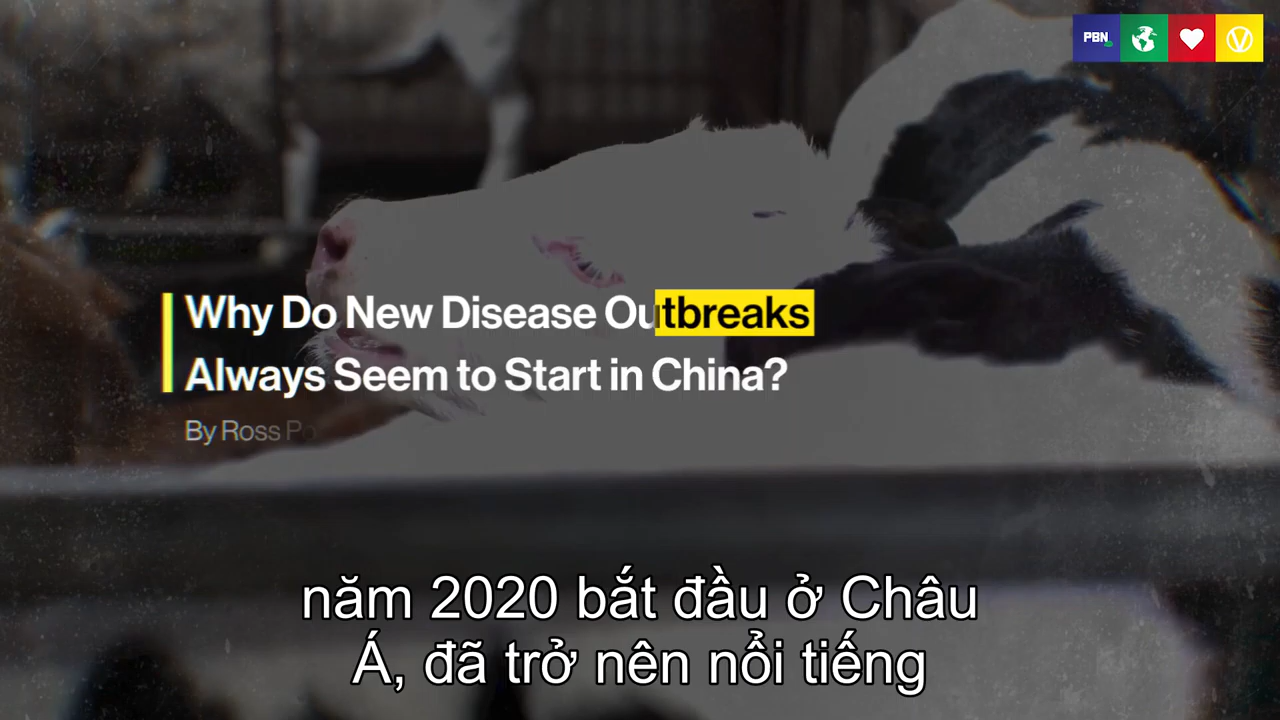 PBN
Why Do New Disease Outbreaks
Always Seem to Start in China?
By Ross
năm 2020 bắt đầu ở Châu
Á, đã trở nên nổi tiếng